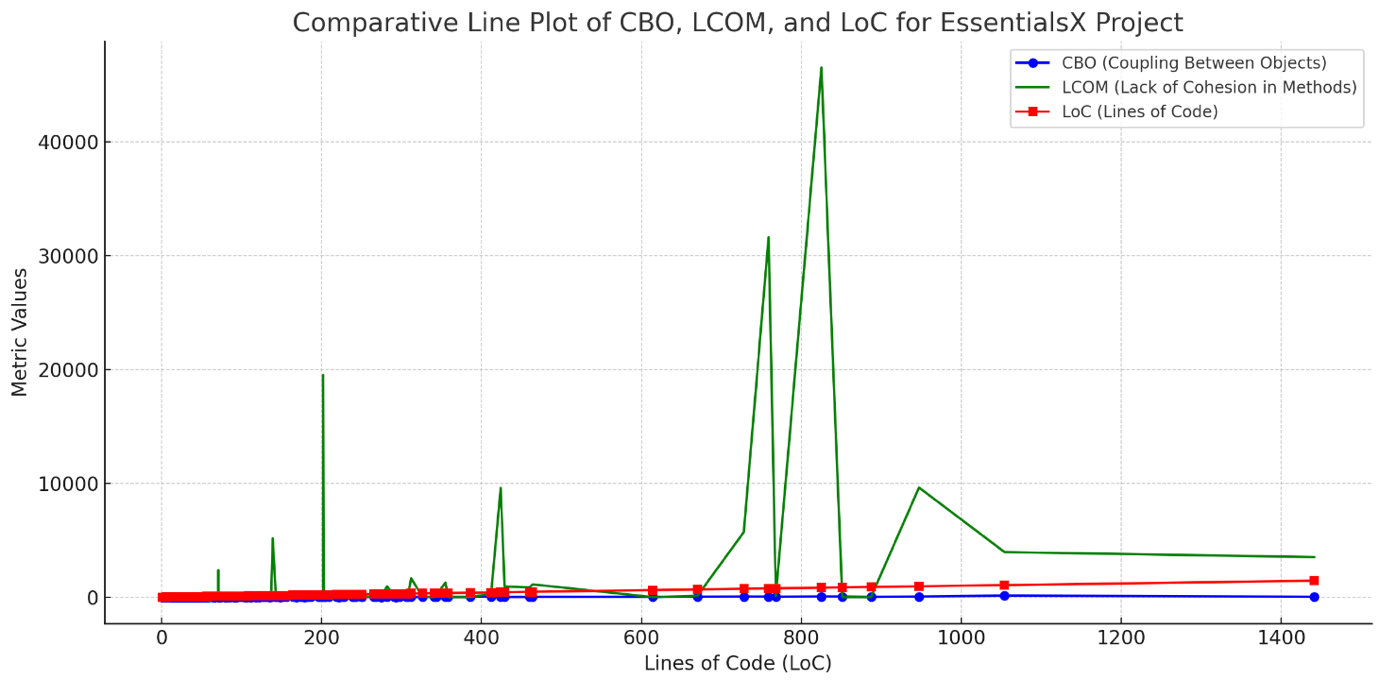 Comparative Line Plot of CBO, LCOM, and LoC for EssentialsX Project
CBO (Coupling Between Objects)
LCOM (Lack of Cohesion in Methods)
LoC (Lines of Code)
Metric Values
40000
30000
20000
10000
0
0 200 400 600 800 1000 1200 1400
Lines of Code (LoC)